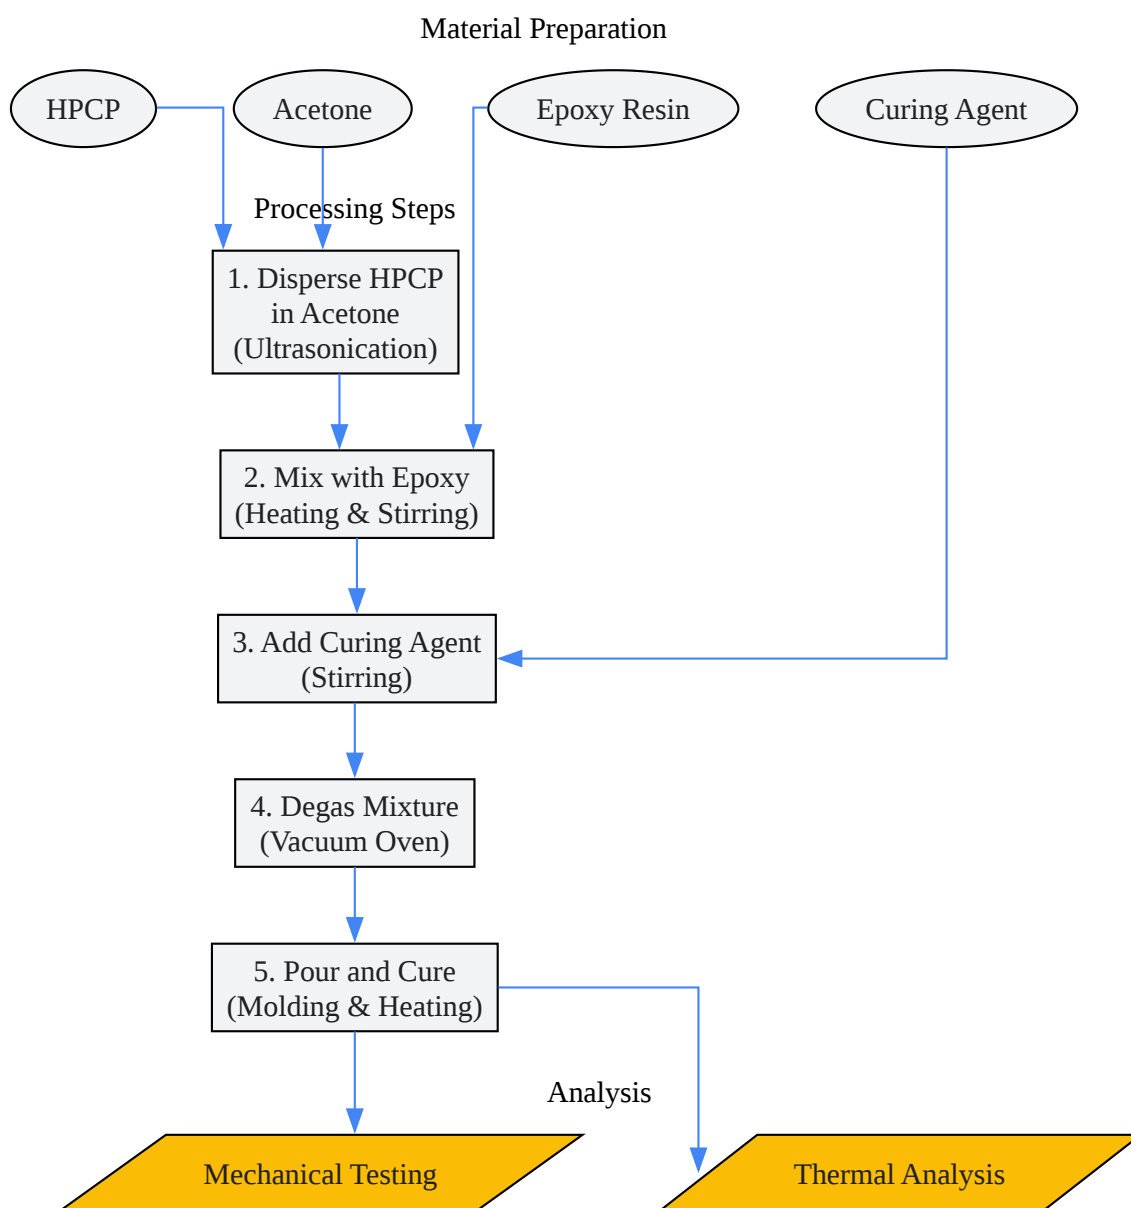 Material Preparation
HPCP
Acetone
Epoxy Resin
Curing Agent
Processing Steps
1. Disperse HPCP
in Acetone
(Ultrasonication)
2. Mix with Epoxy
(Heating & Stirring)
3. Add Curing Agent
(Stirring)
4. Degas Mixture
(Vacuum Oven)
5. Pour and Cure
(Molding & Heating)
Analysis
Mechanical Testing
Thermal Analysis